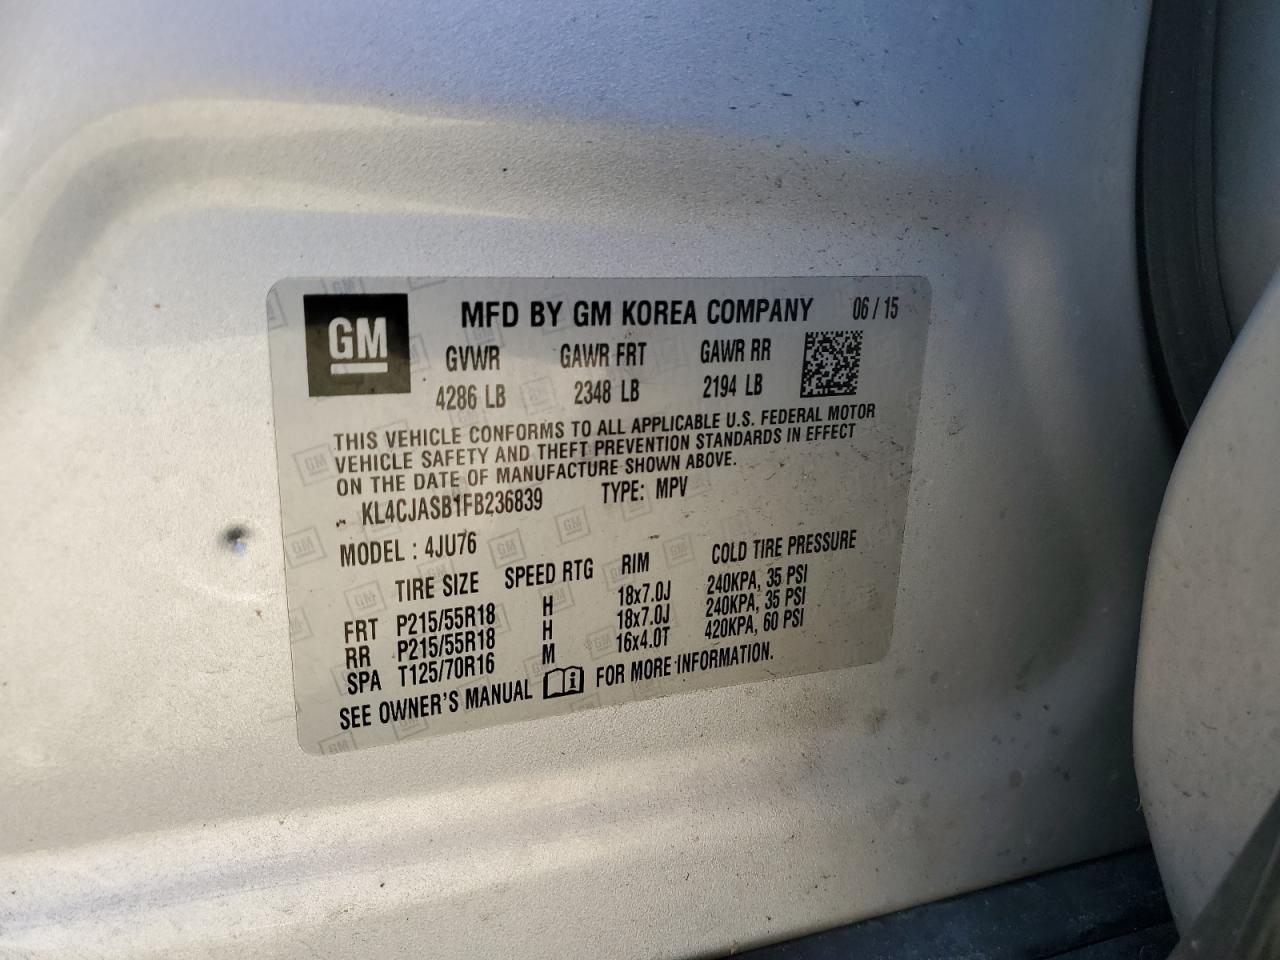 GM MFD BY GM KOREA COMPANY 06 / 15
GVWR GAWR FRT GAWR RR
4286 LB 2348 LB 2194 LB
THIS VEHICLE CONFORMS TO ALL APPLICABLE U.S. FEDERAL MOTOR
VEHICLE SAFETY AND THEFT PREVENTION STANDARDS IN EFFECT
ON THE DATE OF MANUFACTURE SHOWN ABOVE.
KL4CJASB1FB236839 TYPE: MPV
MODEL : 4JU76
TIRE SIZE SPEED RTG RIM COLD TIRE PRESSURE
FRT P215/55R18 H 18x7.0J 240KPA, 35 PSI
RR P215/55R18 H 18x7.0J 240KPA, 35 PSI
SPA T125/70R16 M 16x4.0T 420KPA, 60 PSI
SEE OWNER'S MANUAL i FOR MORE INFORMATION.